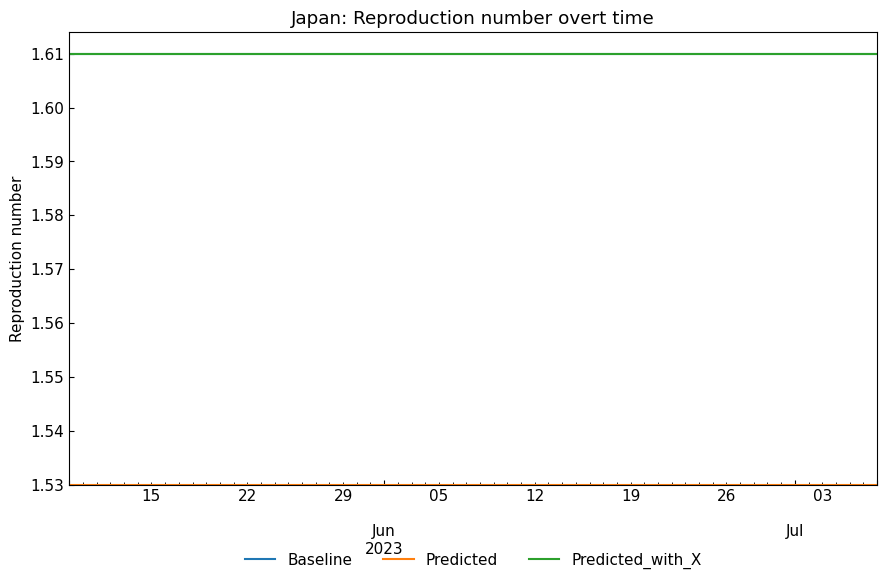 Japan: Reproduction number overt time
Reproduction number
1.61
1.60
1.59
1.58
1.57
1.56
1.55
1.54
1.53
15 22 29 05 12 19 26 03
Jun Jul
2023
Baseline Predicted Predicted_with_X